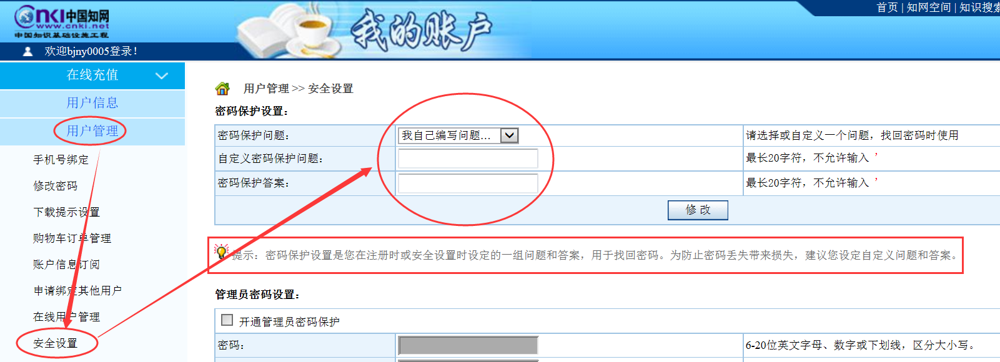 首页 | 知网空间 | 知识搜索
cnki中国知网
www.cnki.net
中国知识基础设施工程
我的账户
欢迎bjny0005登录！
在线充值
用户信息
用户管理
手机号绑定
修改密码
下载提示设置
购物车订单管理
账户信息订阅
申请绑定其他用户
在线用户管理
安全设置
用户管理 >> 安全设置
密码保护设置：
密码保护问题： 我自己编写问题... 请选择或自定义一个问题，找回密码时使用
自定义密码保护问题： 最长20字符，不允许输入 '
密码保护答案： 最长20字符，不允许输入 '
修 改
提示：密码保护设置是您在注册时或安全设置时设定的一组问题和答案，用于找回密码。为防止密码丢失带来损失，建议您设定自定义问题和答案。
管理员密码设置：
开通管理员密码保护
密码： 6-20位英文字母、数字或下划线，区分大小写。